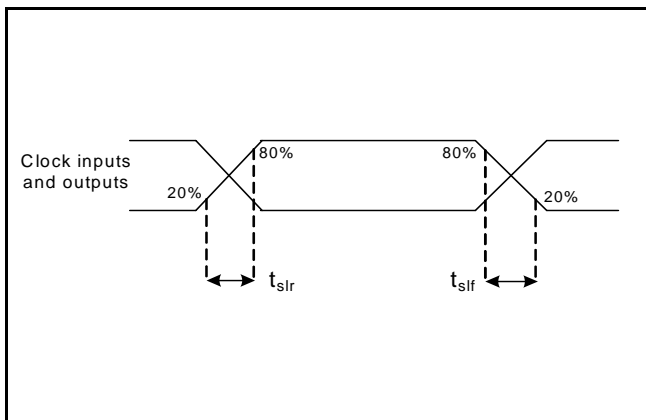 Clock inputs
and outputs
80%
80%
20%
20%
tslr
tslf